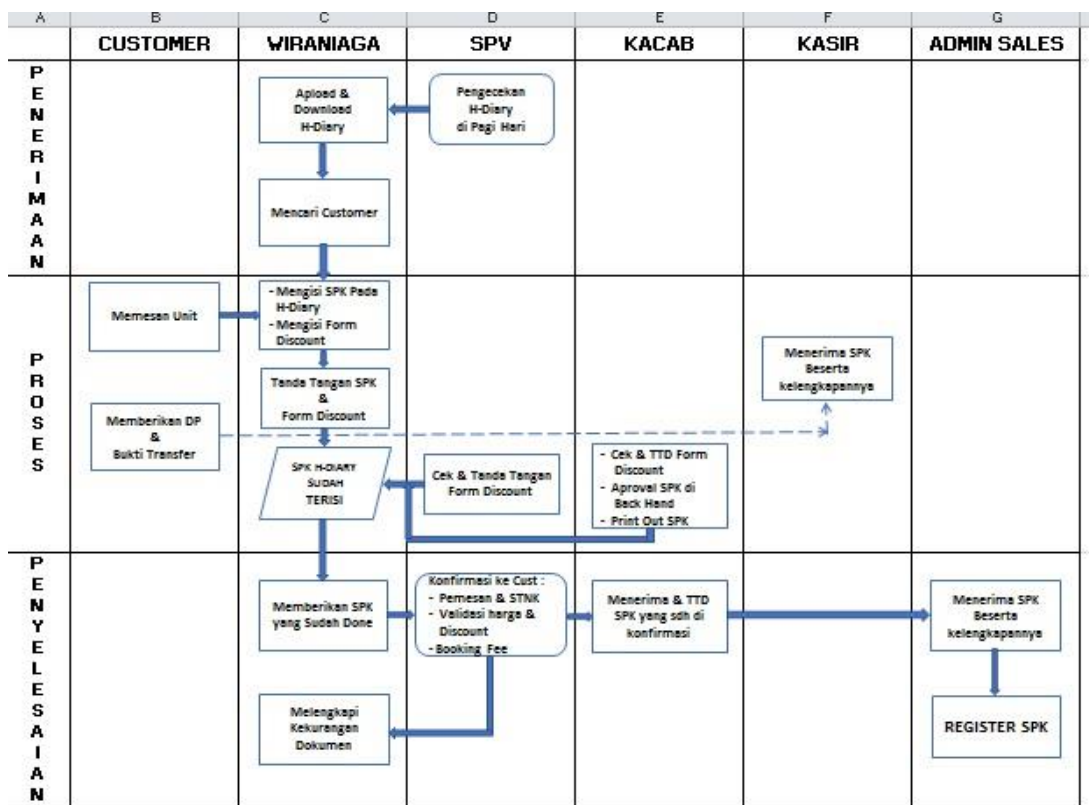 A B C D E F G
CUSTOMER WIRANIAGA SPV KACAB KASIR ADMIN SALES
PENERIMAAN
Apload &
Download
H-Diary
Pengecekan
H-Diary
di Pagi Hari
Mencari Customer
PROSES
Memesan Unit
- Mengisi SPK Pada
H-Diary
- Mengisi Form
Discount
Menerima SPK
Beserta
kelengkapannya
Tanda Tangan SPK
&
Form Discount
Memberikan DP
&
Bukti Transfer
SPK H-DIARY
SUDAH
TERISI
Cek & Tanda Tangan
Form Discount
- Cek & TTD Form
Discount
- Aproval SPK di
Back Hand
- Print Out SPK
PENYELESAIAN
Memberikan SPK
yang Sudah Done
Konfirmasi ke Cust :
- Pemesan & STNK
- Validasi harga &
Discount
- Booking Fee
Menerima & TTD
SPK yang sdh di
konfirmasi
Menerima SPK
Beserta
kelengkapannya
Melengkapi
Kekurangan
Dokumen
REGISTER SPK